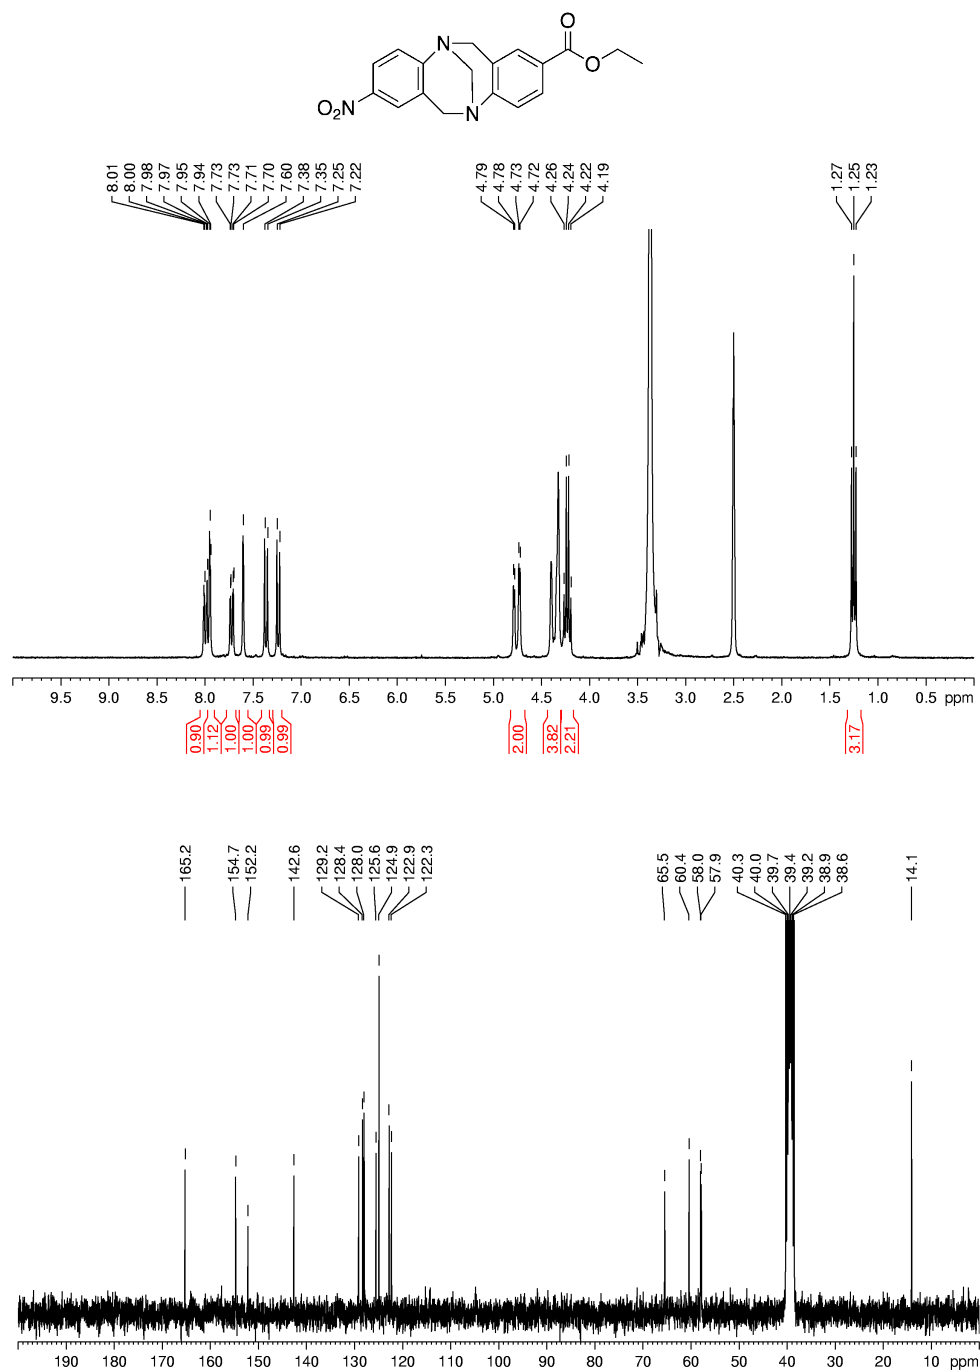 O
N
O
O₂N
N
8.01 8.00 7.98 7.97 7.95 7.94 7.73 7.73 7.71 7.70 7.60 7.38 7.35 7.25 7.22
4.79 4.78 4.73 4.72 4.26 4.24 4.22 4.19
1.27 1.25 1.23
9.5 9.0 8.5 8.0 7.5 7.0 6.5 6.0 5.5 5.0 4.5 4.0 3.5 3.0 2.5 2.0 1.5 1.0 0.5 ppm
0.90 1.12 1.00 1.00 0.99 0.99 2.00 3.82 2.21 3.17
165.2 154.7 152.2 142.6 129.2 128.4 128.0 125.6 124.9 122.9 122.3
65.5 60.4 58.0 57.9 40.3 40.0 39.7 39.4 39.2 38.9 38.6 14.1
190 180 170 160 150 140 130 120 110 100 90 80 70 60 50 40 30 20 10 ppm